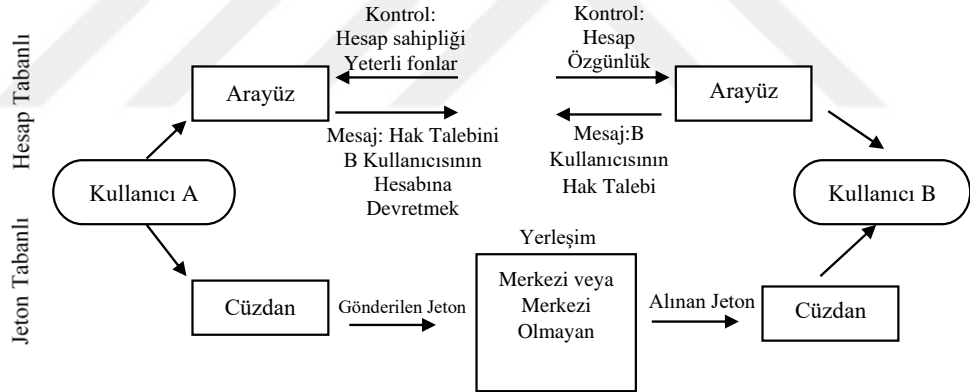 Hesap Tabanlı
Kontrol:
Hesap sahipliği
Yeterli fonlar
Kontrol:
Hesap
Özgünlük
Arayüz
Arayüz
Mesaj: Hak Talebini
B Kullanıcısının
Hesabına
Devretmek
Mesaj:B
Kullanıcısının
Hak Talebi
Kullanıcı A
Kullanıcı B
Jeton Tabanlı
Yerleşim
Cüzdan
Gönderilen Jeton
Merkezi veya
Merkezi
Olmayan
Alınan Jeton
Cüzdan